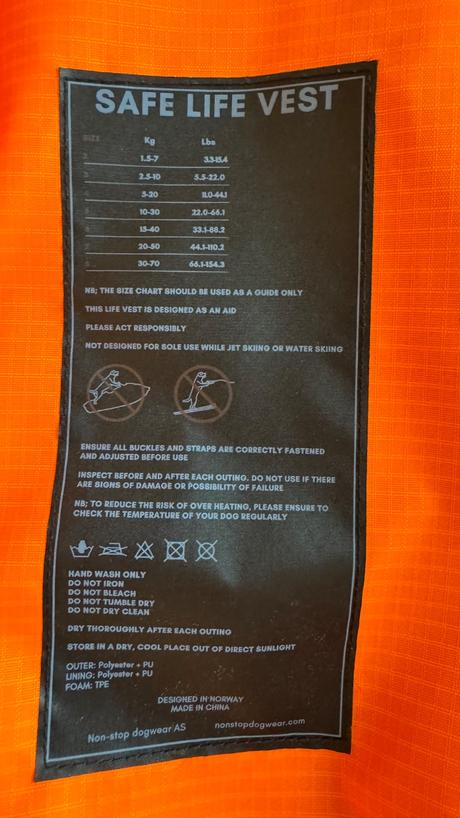 SAFE LIFE VEST
SIZE Kg Lbs
2 1.5-7 3.3-15.4
3 2.5-10 5.5-22.0
4 5-20 11.0-44.1
5 10-30 22.0-66.1
6 15-40 33.1-88.2
7 20-50 44.1-110.2
8 30-70 66.1-154.3
NB; THE SIZE CHART SHOULD BE USED AS A GUIDE ONLY
THIS LIFE VEST IS DESIGNED AS AN AID
PLEASE ACT RESPONSIBLY
NOT DESIGNED FOR SOLE USE WHILE JET SKIING OR WATER SKIING
ENSURE ALL BUCKLES AND STRAPS ARE CORRECTLY FASTENED
AND ADJUSTED BEFORE USE
INSPECT BEFORE AND AFTER EACH OUTING. DO NOT USE IF THERE
ARE SIGNS OF DAMAGE OR POSSIBILITY OF FAILURE
NB; TO REDUCE THE RISK OF OVER HEATING, PLEASE ENSURE TO
CHECK THE TEMPERATURE OF YOUR DOG REGULARLY
HAND WASH ONLY
DO NOT IRON
DO NOT BLEACH
DO NOT TUMBLE DRY
DO NOT DRY CLEAN
DRY THOROUGHLY AFTER EACH OUTING
STORE IN A DRY, COOL PLACE OUT OF DIRECT SUNLIGHT
OUTER: Polyester + PU
LINING; Polyester + PU
FOAM: TPE
DESIGNED IN NORWAY
MADE IN CHINA
Non-stop dogwear AS nonstopdogwear.com